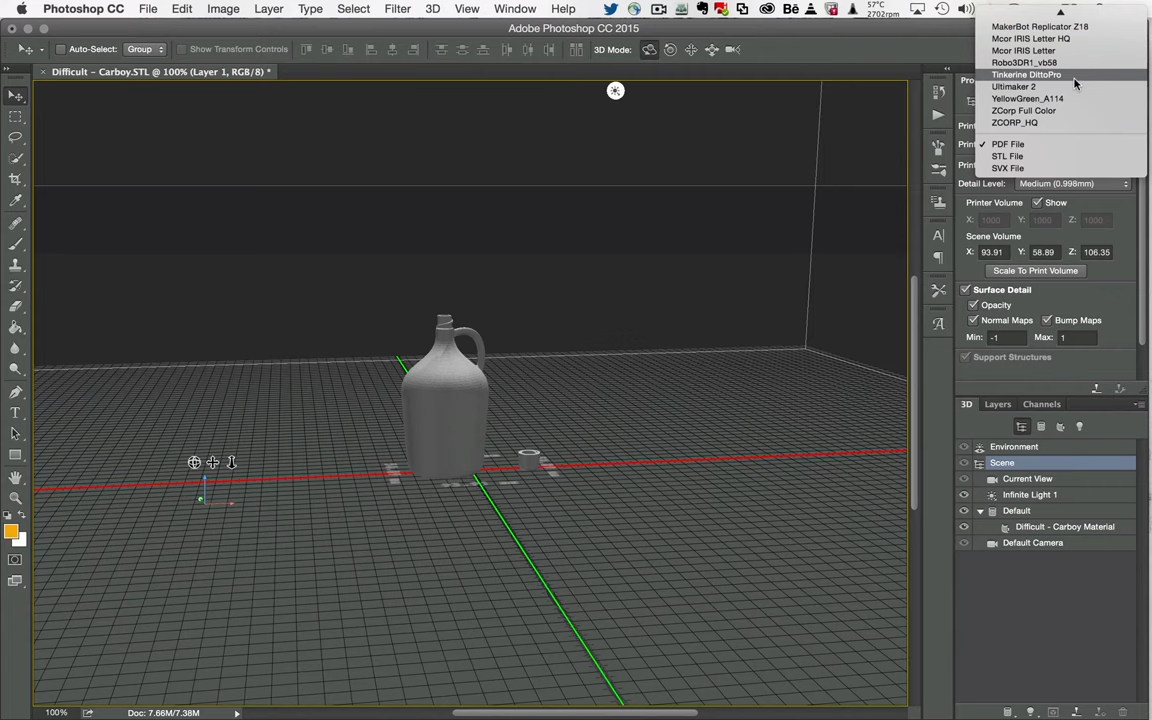 Photoshop CC File Edit Image Layer Type Select Filter 3D View Window Help 57°C 2702rpm
Adobe Photoshop CC 2015
Auto-Select: Group Show Transform Controls 3D Mode:
× Difficult - Carboy.STL @ 100% (Layer 1, RGB/8) *
MakerBot Replicator Z18
Mcor IRIS Letter HQ
Mcor IRIS Letter
Robo3DR1_vb58
Tinkerine DittoPro
Ultimaker 2
YellowGreen_A114
ZCorp Full Color
ZCORP_HQ
✓ PDF File
STL File
SVX File
Detail Level: Medium (0.998mm)
Printer Volume Show
X: 1000 Y: 1000 Z: 1000
Scene Volume
X: 93.91 Y: 58.89 Z: 106.35
Scale To Print Volume
Surface Detail
Opacity
Normal Maps Bump Maps
Min: -1 Max: 1
Support Structures
3D Layers Channels
Environment
Scene
Current View
Infinite Light 1
Default
Difficult - Carboy Material
Default Camera
100% Doc: 7.66M/7.38M